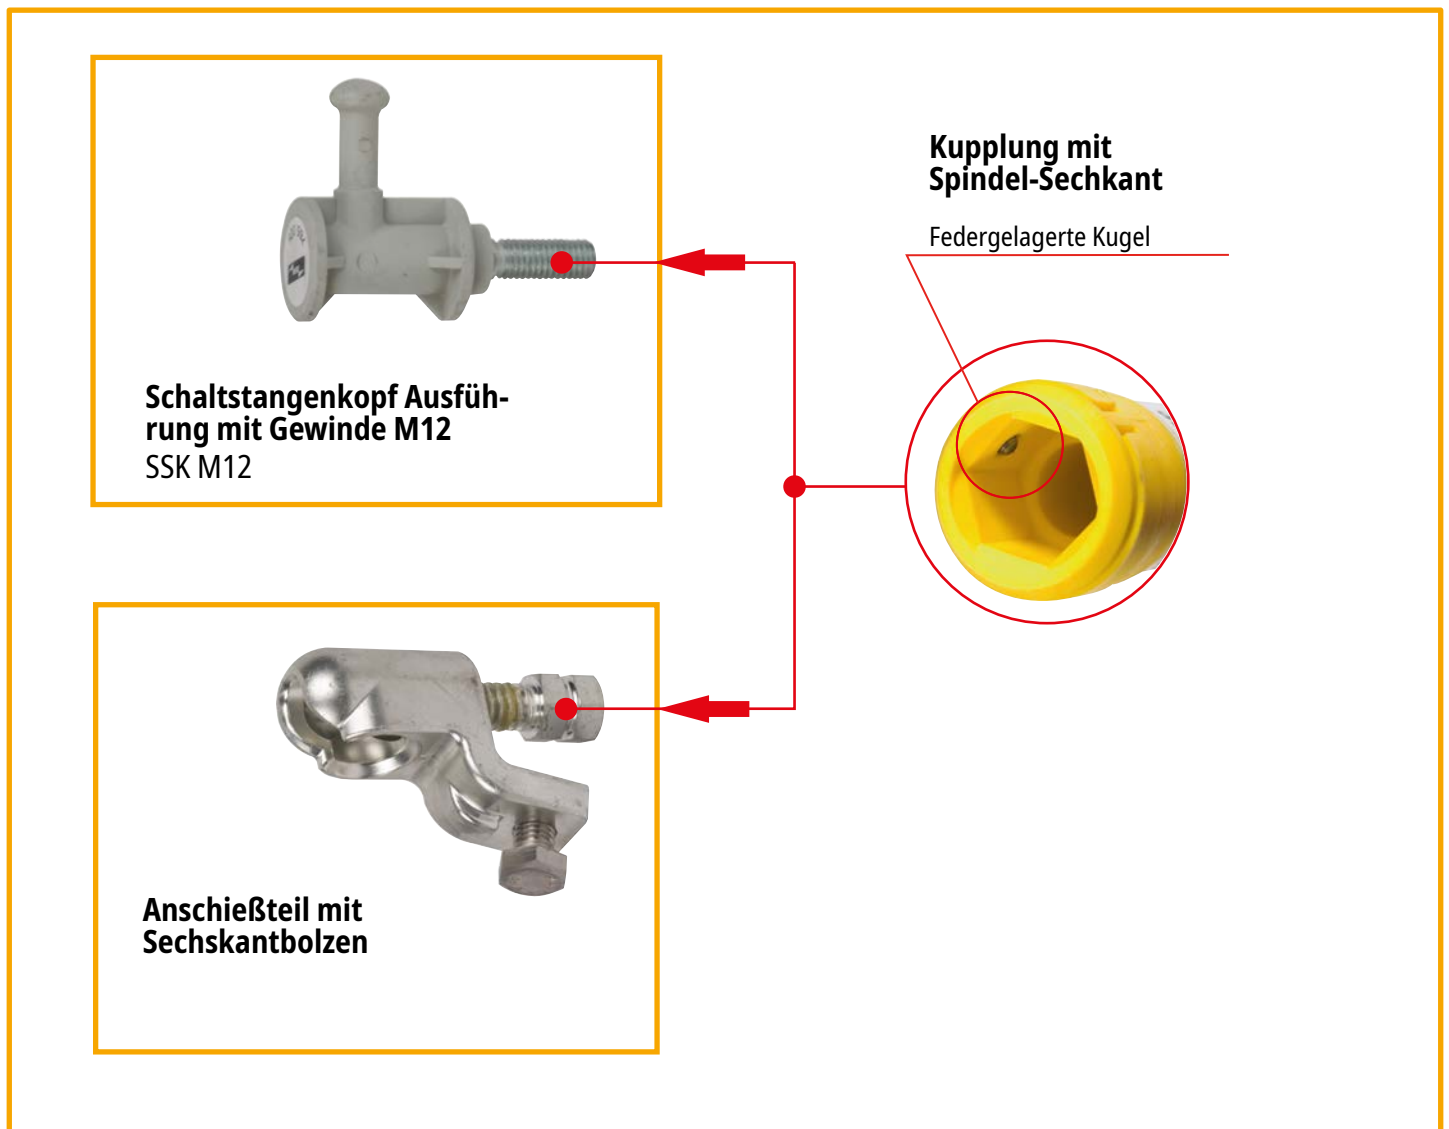 Kupplung mit
Spindel-Sechkant
Federgelagerte Kugel
Schaltstangenkopf Ausfüh-
rung mit Gewinde M12
SSK M12
Anschießteil mit
Sechskantbolzen